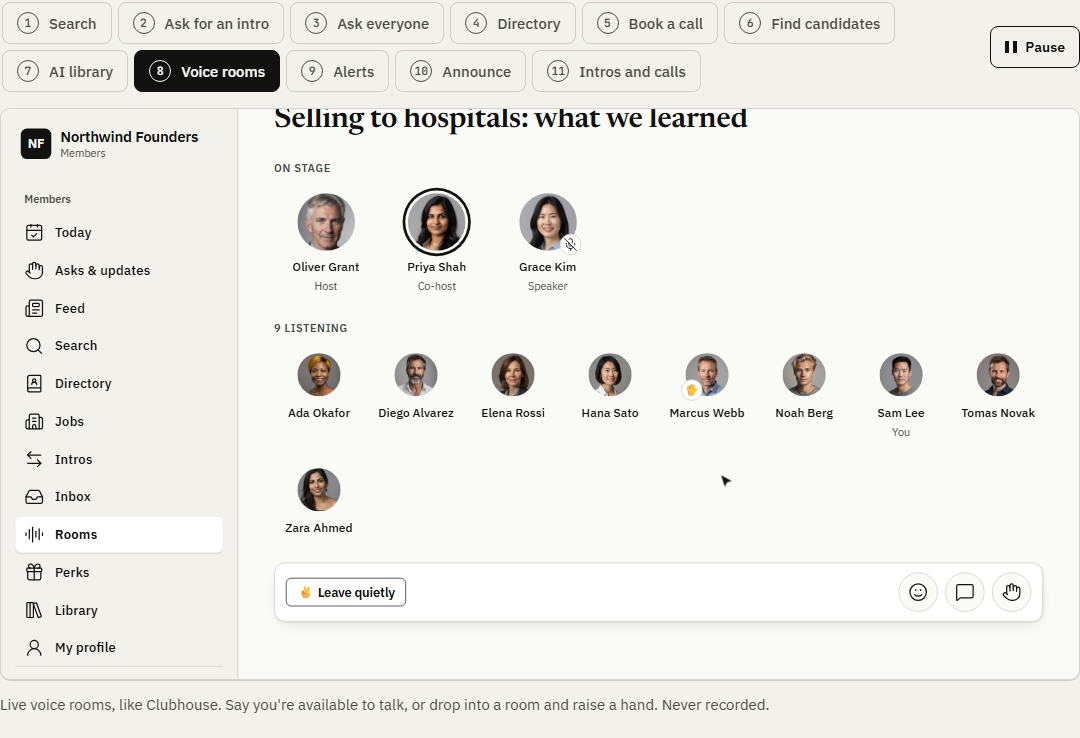 1 Search
2 Ask for an intro
3 Ask everyone
4 Directory
5 Book a call
6 Find candidates
7 AI library
8 Voice rooms
9 Alerts
10 Announce
11 Intros and calls
Pause
NF
Northwind Founders
Members
Members
Today
Asks & updates
Feed
Search
Directory
Jobs
Intros
Inbox
Rooms
Perks
Library
My profile
Selling to hospitals: what we learned
ON STAGE
Oliver Grant
Host
Priya Shah
Co-host
Grace Kim
Speaker
9 LISTENING
Ada Okafor
Diego Alvarez
Elena Rossi
Hana Sato
Marcus Webb
Noah Berg
Sam Lee
You
Tomas Novak
Zara Ahmed
✌️ Leave quietly
Live voice rooms, like Clubhouse. Say you're available to talk, or drop into a room and raise a hand. Never recorded.